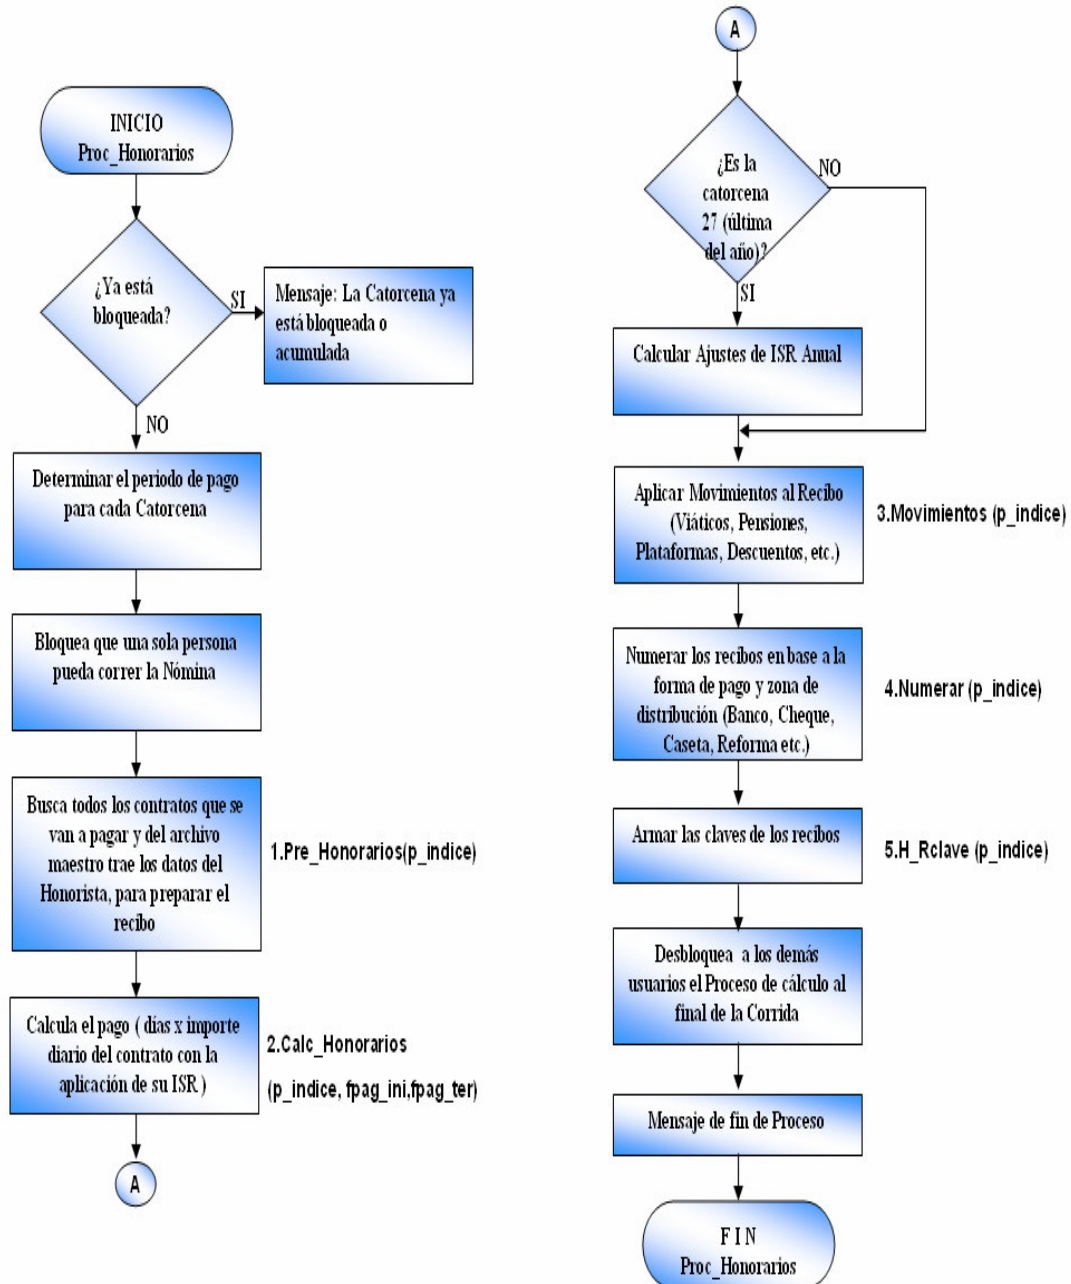 INICIO
Proc_Honorarios
¿Ya está
bloqueada?
SI
Mensaje: La Catorcena ya
está bloqueada o
acumulada
NO
Determinar el periodo de pago
para cada Catorcena
Bloquea que una sola persona
pueda correr la Nómina
Busca todos los contratos que se
van a pagar y del archivo
maestro trae los datos del
Honorista, para preparar el
recibo
1.Pre_Honorarios(p_indice)
Calcula el pago ( días x importe
diario del contrato con la
aplicación de su ISR )
2.Calc_Honorarios
(p_indice, fpag_ini,fpag_ter)
A
A
¿Es la
catorcena
27 (última
del año)?
NO
SI
Calcular Ajustes de ISR Anual
Aplicar Movimientos al Recibo
(Viáticos, Pensiones,
Plataformas, Descuentos, etc.)
3.Movimientos (p_indice)
Numerar los recibos en base a la
forma de pago y zona de
distribución (Banco, Cheque,
Caseta, Reforma etc.)
4.Numerar (p_indice)
Armar las claves de los recibos
5.H_Rclave (p_indice)
Desbloquea a los demás
usuarios el Proceso de cálculo al
final de la Corrida
Mensaje de fin de Proceso
F I N
Proc_Honorarios